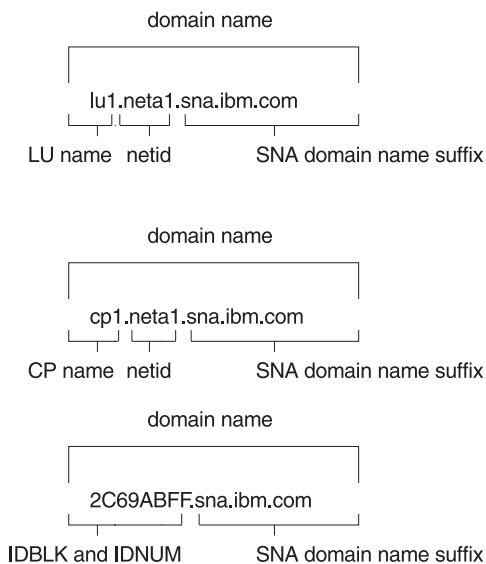 domain name
lu1.neta1.sna.ibm.com
LU name netid SNA domain name suffix
domain name
cp1.neta1.sna.ibm.com
CP name netid SNA domain name suffix
domain name
2C69ABFF.sna.ibm.com
IDBLK and IDNUM SNA domain name suffix